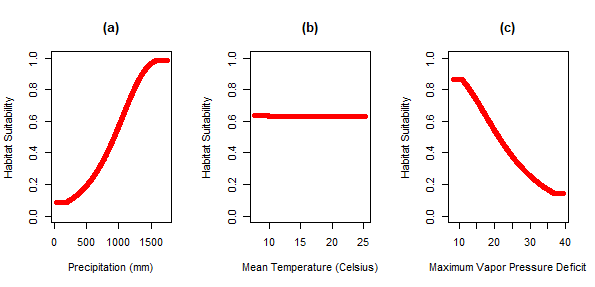 (a)
Habitat Suitability
0.0 0.2 0.4 0.6 0.8 1.0
0 500 1000 1500
Precipitation (mm)
(b)
Habitat Suitability
0.0 0.2 0.4 0.6 0.8 1.0
10 15 20 25
Mean Temperature (Celsius)
(c)
Habitat Suitability
0.0 0.2 0.4 0.6 0.8 1.0
10 20 30 40
Maximum Vapor Pressure Deficit